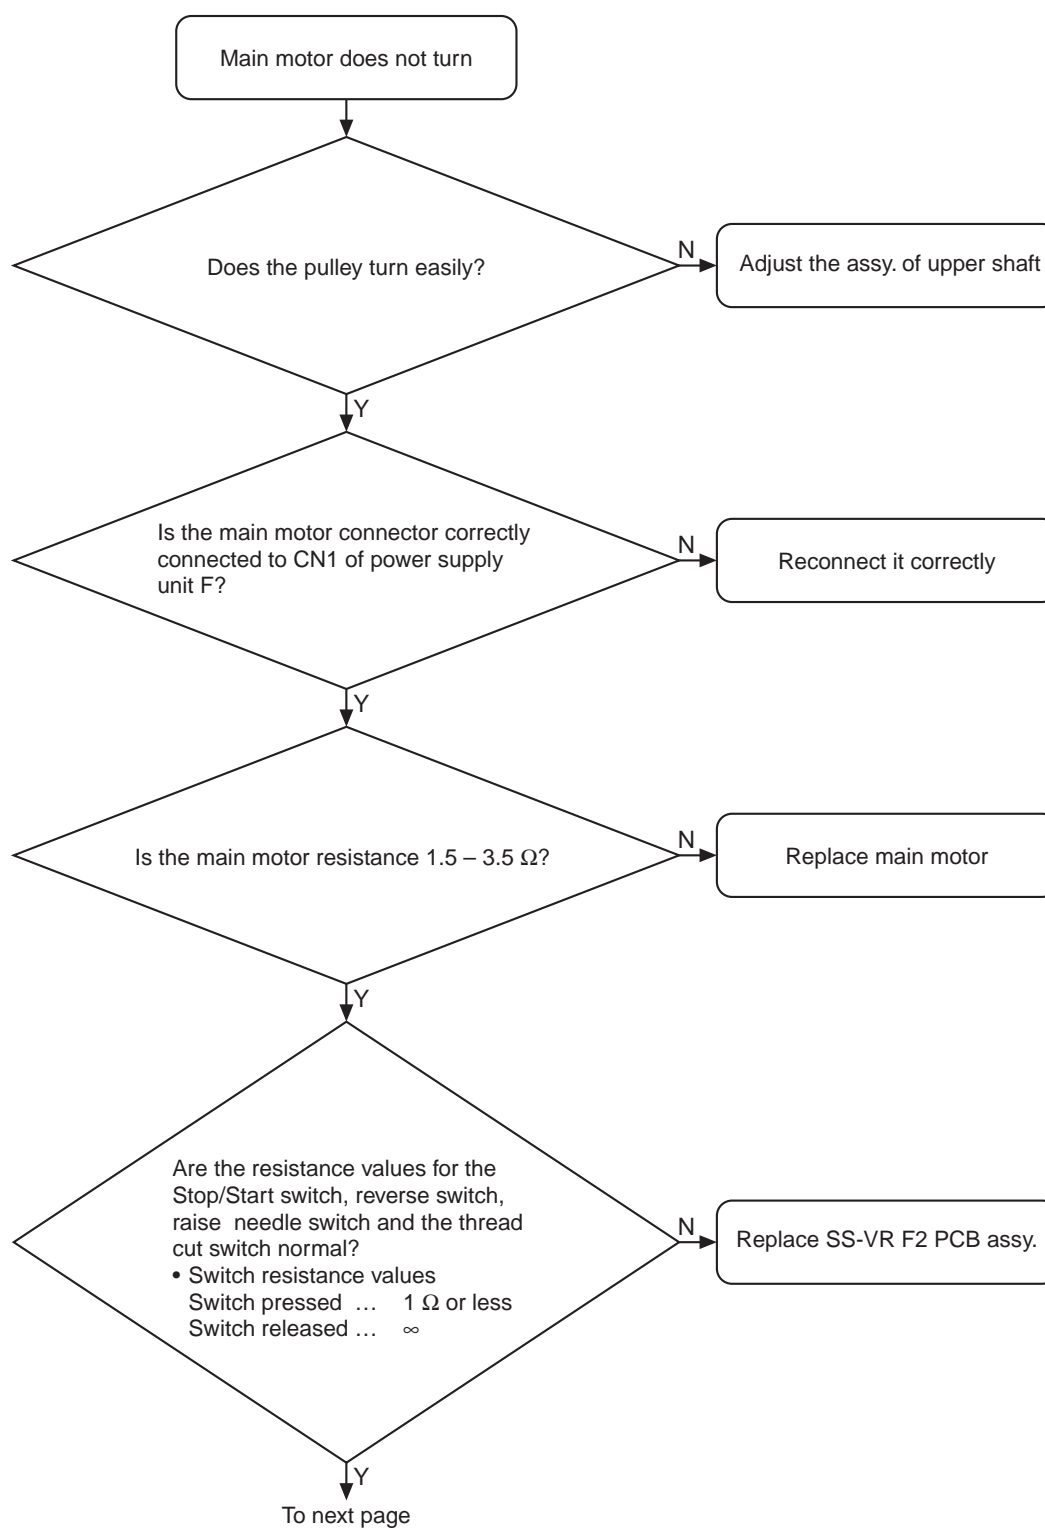 Main motor does not turn
Does the pulley turn easily?
N
Adjust the assy. of upper shaft
Y
Is the main motor connector correctly
connected to CN1 of power supply
unit F?
N
Reconnect it correctly
Y
Is the main motor resistance 1.5 – 3.5 Ω?
N
Replace main motor
Y
Are the resistance values for the
Stop/Start switch, reverse switch,
raise needle switch and the thread
cut switch normal?
• Switch resistance values
Switch pressed … 1 Ω or less
Switch released … ∞
N
Replace SS-VR F2 PCB assy.
Y
To next page